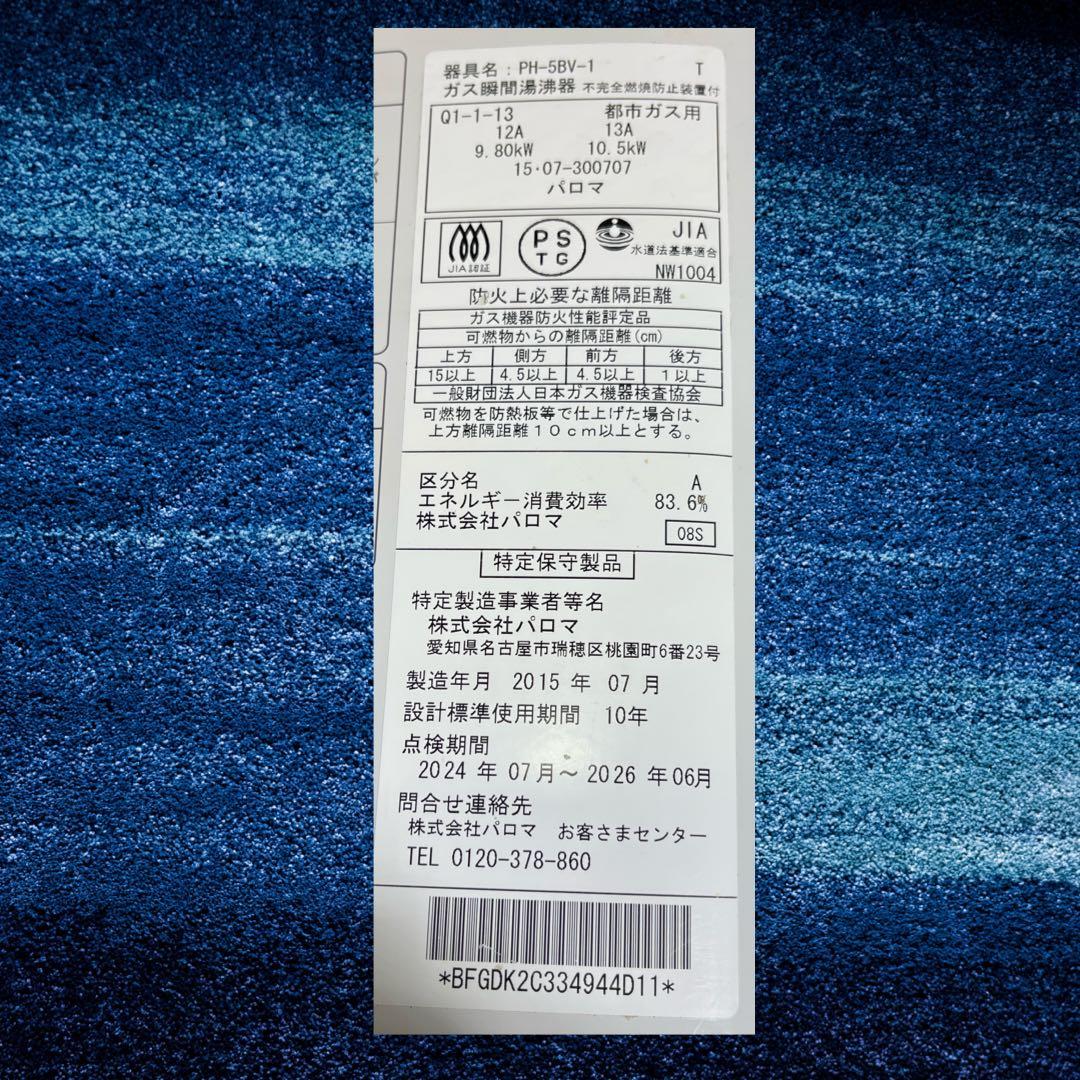 器具名：PH-5BV-1 T
ガス瞬間湯沸器 不完全燃焼防止装置付
Q1-1-13 都市ガス用
12A 13A
9.80kW 10.5kW
15・07-300707
パロマ
JIA認証
PS
TG
JIA
水道法基準適合
NW1004
防火上必要な離隔距離
ガス機器防火性能評定品
可燃物からの離隔距離(cm)
上方 側方 前方 後方
15以上 4.5以上 4.5以上 1以上
一般財団法人日本ガス機器検査協会
可燃物を防熱板等で仕上げた場合は、
上方離隔距離１０ｃｍ以上とする。
区分名 A
エネルギー消費効率 83.6%
株式会社パロマ
08S
特定保守製品
特定製造事業者等名
株式会社パロマ
愛知県名古屋市瑞穂区桃園町6番23号
製造年月 2015 年 07 月
設計標準使用期間 10年
点検期間
2024 年 07月～ 2026 年06月
問合せ連絡先
株式会社パロマ お客さまセンター
TEL 0120-378-860
*BFGDK2C334944D11*